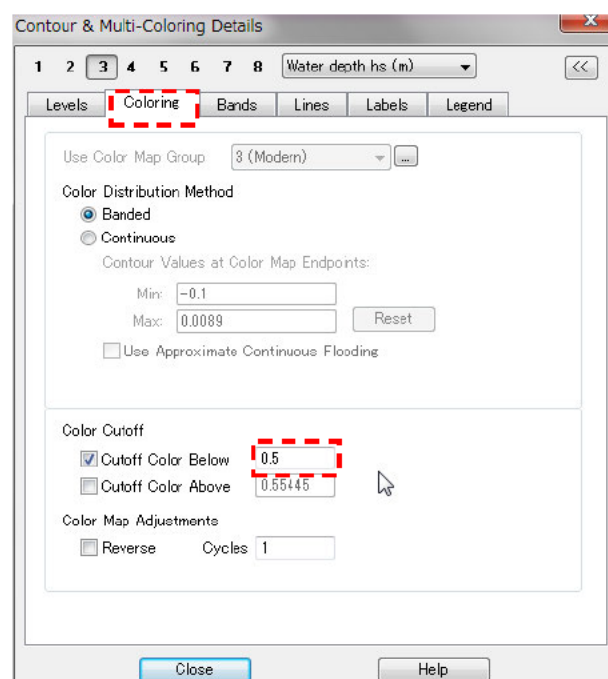 Contour & Multi-Coloring Details
1 2 3 4 5 6 7 8 Water depth hs (m)
Levels Coloring Bands Lines Labels Legend
Use Color Map Group 3 (Modern) ...
Color Distribution Method
Banded
Continuous
Contour Values at Color Map Endpoints:
Min: -0.1
Max: 0.0089 Reset
Use Approximate Continuous Flooding
Color Cutoff
Cutoff Color Below 0.5
Cutoff Color Above 0.55445
Color Map Adjustments
Reverse Cycles 1
Close Help